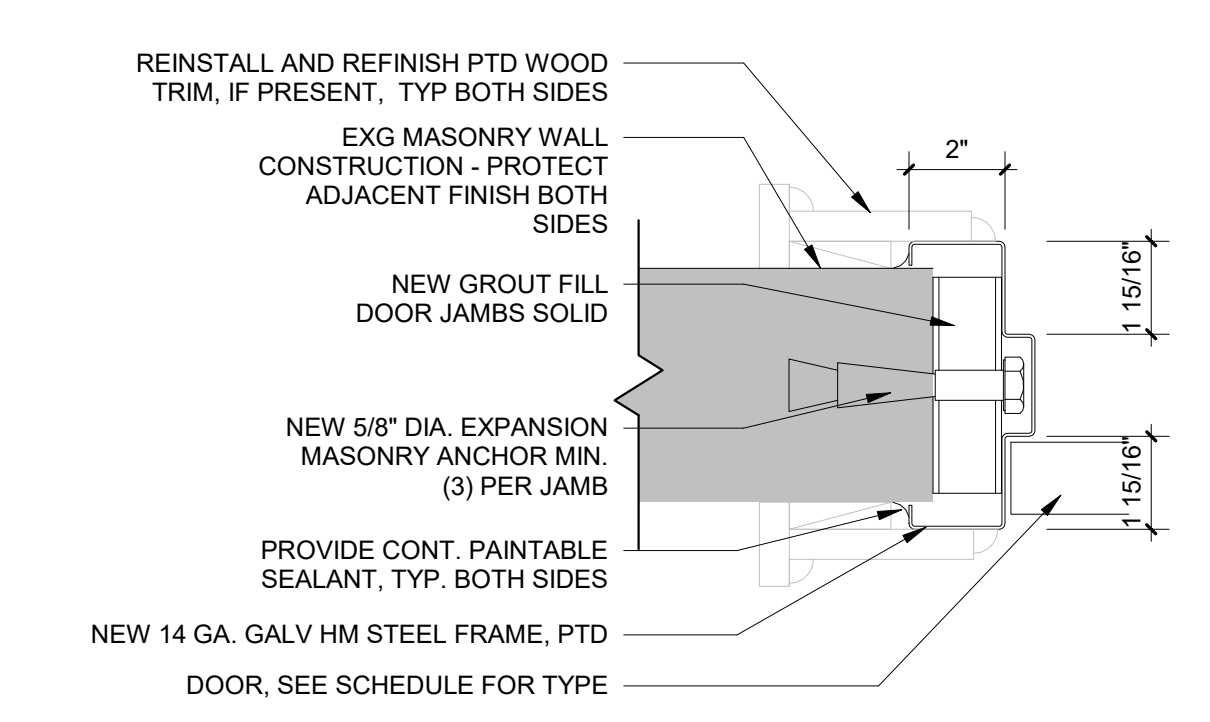 REINSTALL AND REFINISH PTD WOOD
TRIM, IF PRESENT, TYP BOTH SIDES
EXG MASONRY WALL
CONSTRUCTION - PROTECT
ADJACENT FINISH BOTH
SIDES
2"
1 15/16"
NEW GROUT FILL
DOOR JAMBS SOLID
NEW 5/8" DIA. EXPANSION
MASONRY ANCHOR MIN.
(3) PER JAMB
1 15/16"
PROVIDE CONT. PAINTABLE
SEALANT, TYP. BOTH SIDES
NEW 14 GA. GALV HM STEEL FRAME, PTD
DOOR, SEE SCHEDULE FOR TYPE